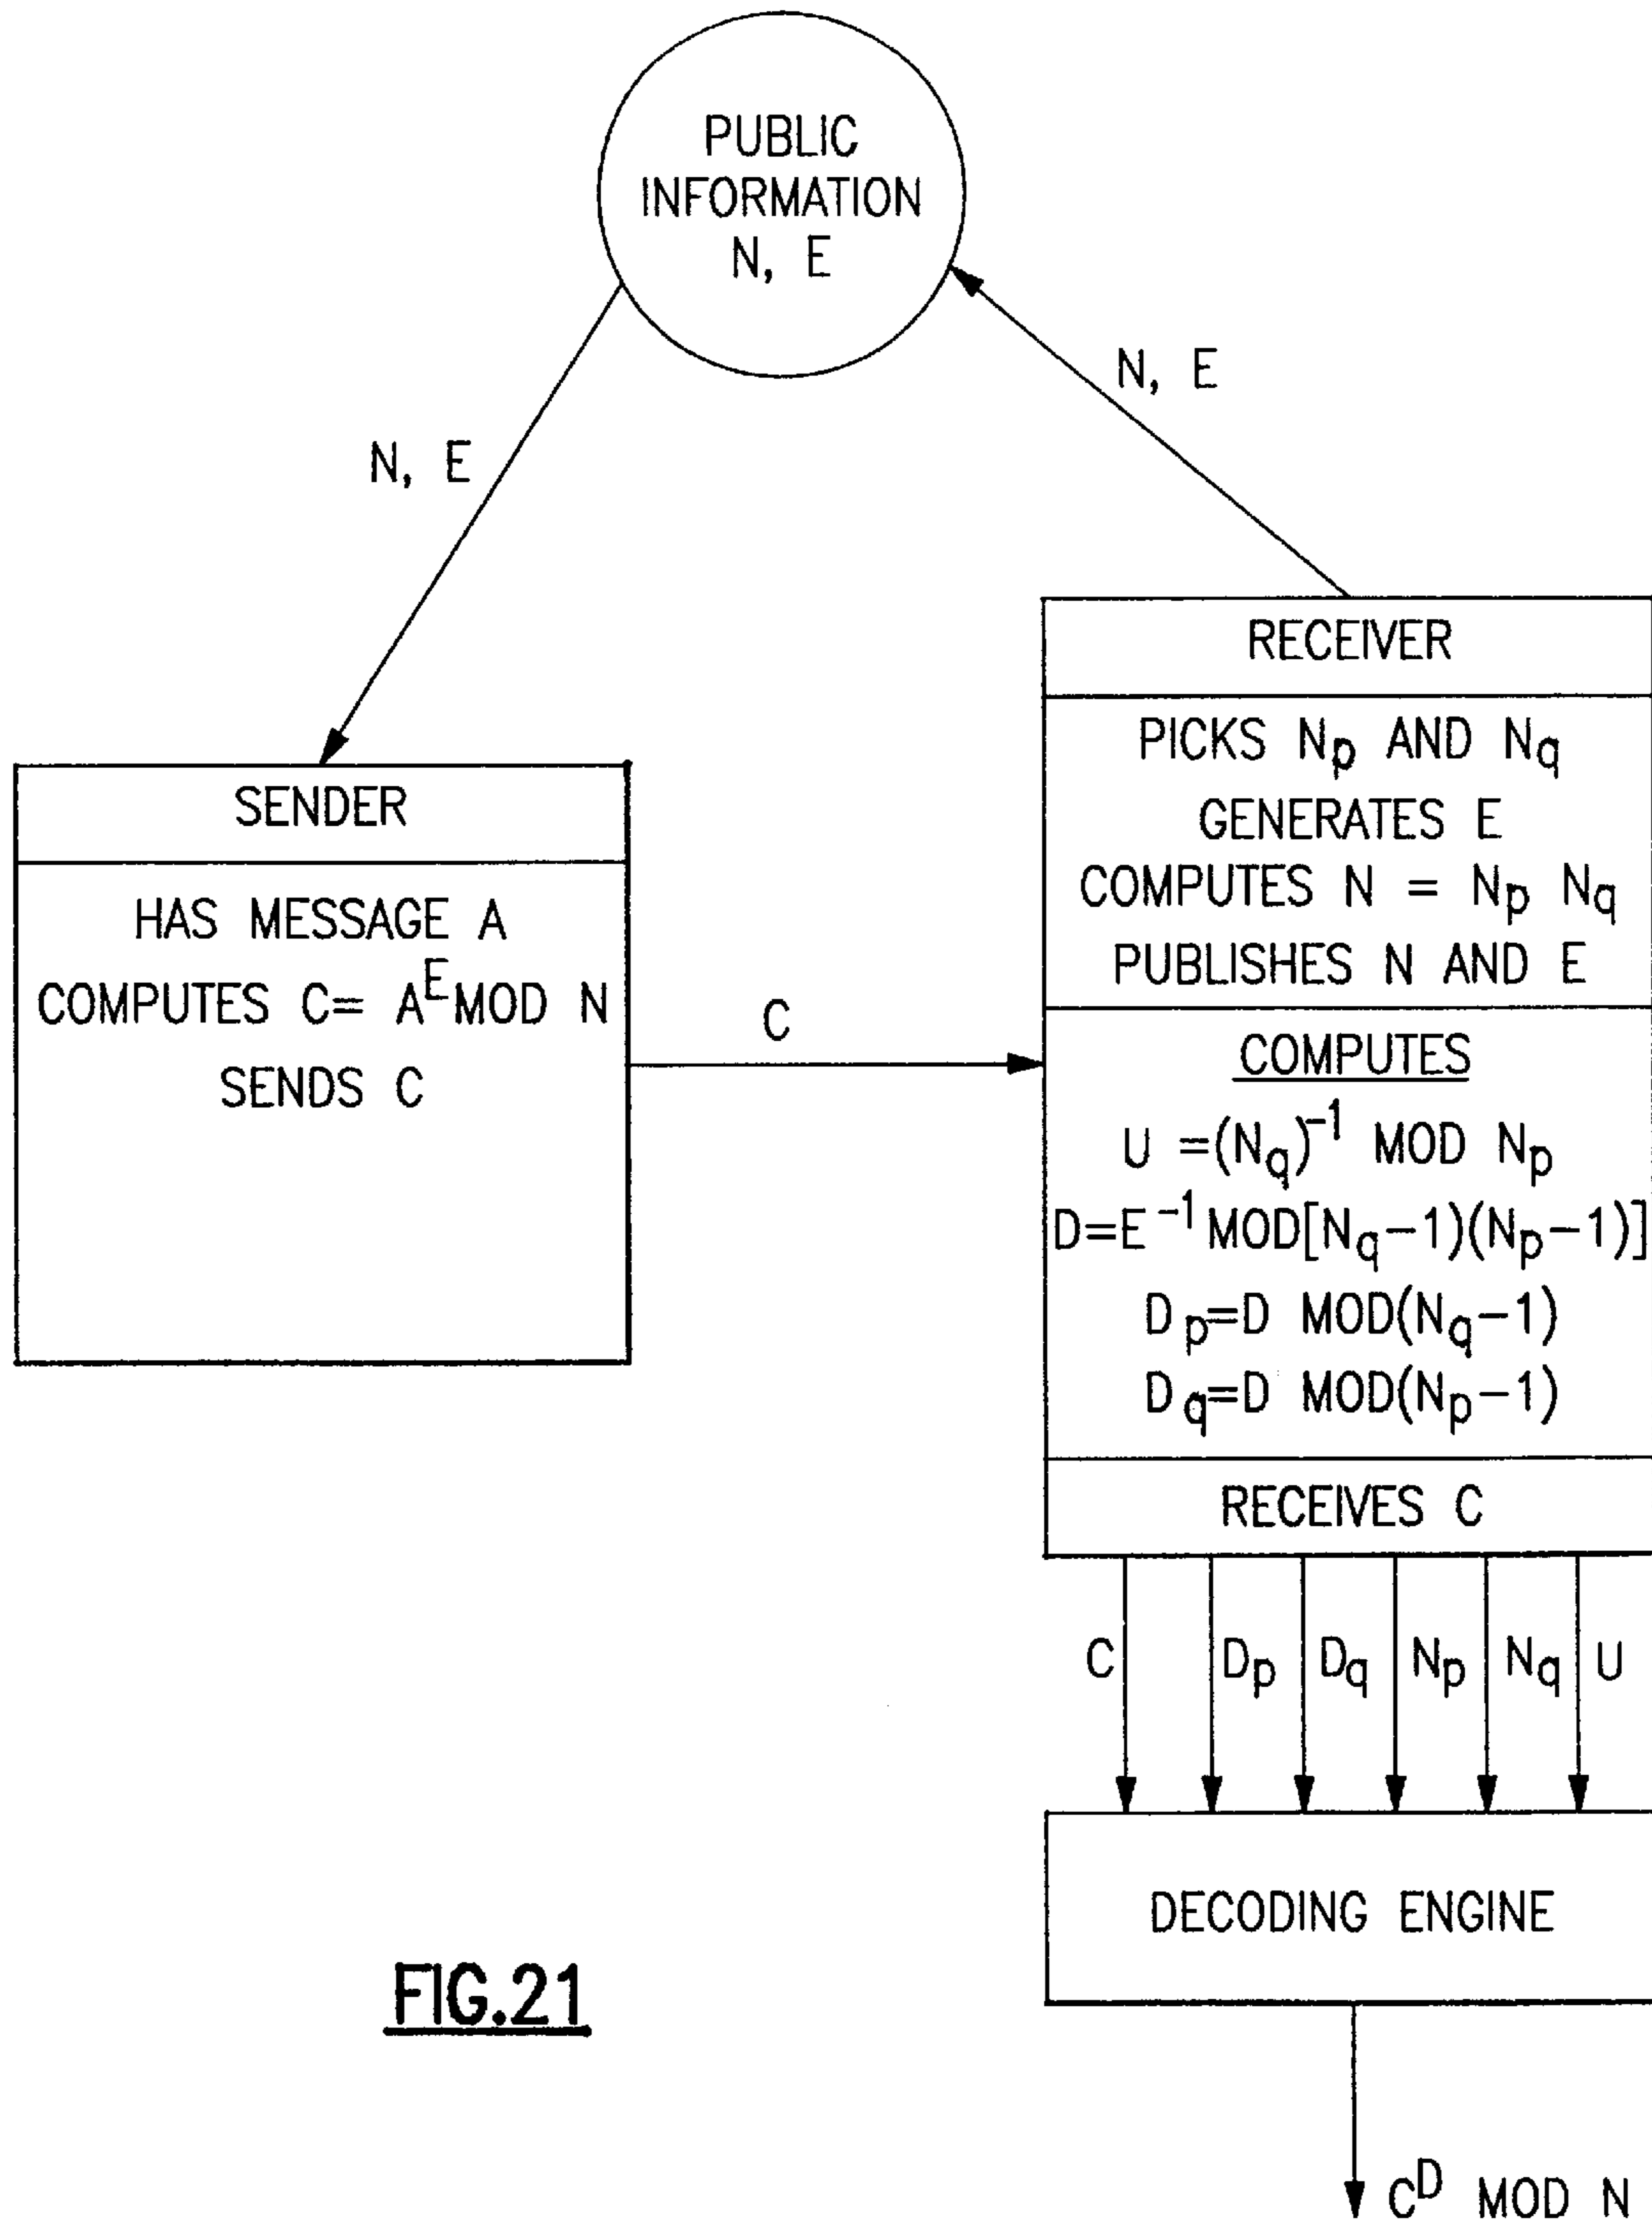 PUBLIC
INFORMATION
N, E
N, E
N, E
SENDER
HAS MESSAGE A
COMPUTES C= A^E MOD N
SENDS C
C
RECEIVER
PICKS Np AND Nq
GENERATES E
COMPUTES N = Np Nq
PUBLISHES N AND E
COMPUTES
U =(Nq)^-1 MOD Np
D=E^-1 MOD[Nq-1)(Np-1)]
Dp=D MOD(Nq-1)
Dq=D MOD(Np-1)
RECEIVES C
C Dp Dq Np Nq U
DECODING ENGINE
C^D MOD N
FIG.21